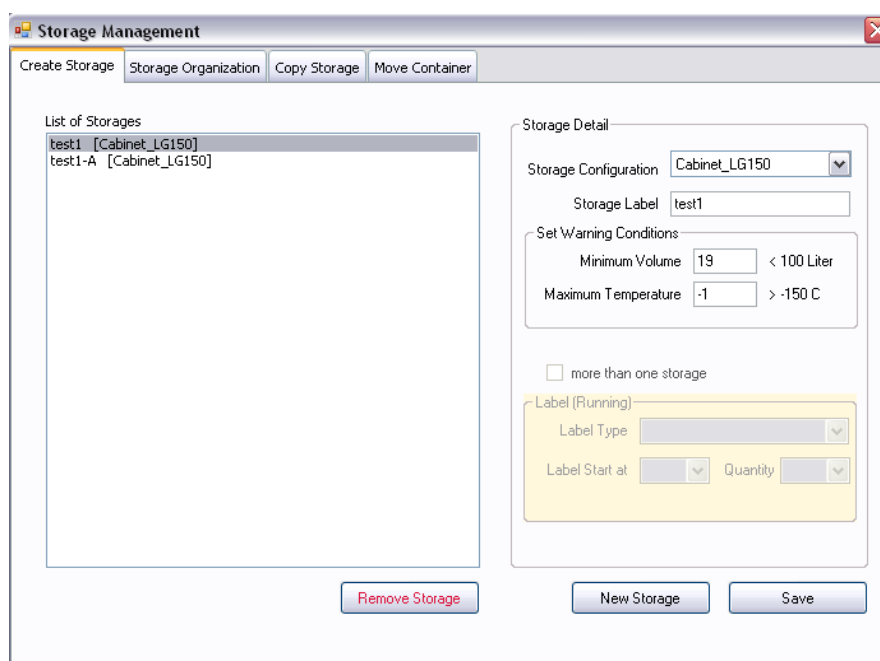 Storage Management
Create Storage Storage Organization Copy Storage Move Container
List of Storages
test1 [Cabinet_LG150]
test1-A [Cabinet_LG150]
Storage Detail
Storage Configuration Cabinet_LG150
Storage Label test1
Set Warning Conditions
Minimum Volume 19 < 100 Liter
Maximum Temperature -1 > -150 C
more than one storage
Label (Running)
Label Type
Label Start at Quantity
Remove Storage New Storage Save